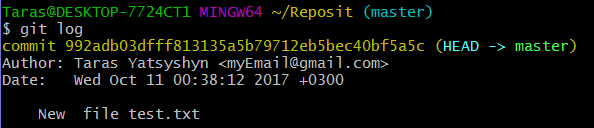 Taras@DESKTOP-7724CT1 MINGW64 ~/Reposit (master)
$ git log
commit 992adb03dfff813135a5b79712eb5bec40bf5a5c (HEAD -> master)
Author: Taras Yatsyshyn <myEmail@gmail.com>
Date:   Wed Oct 11 00:38:12 2017 +0300

    New  file test.txt